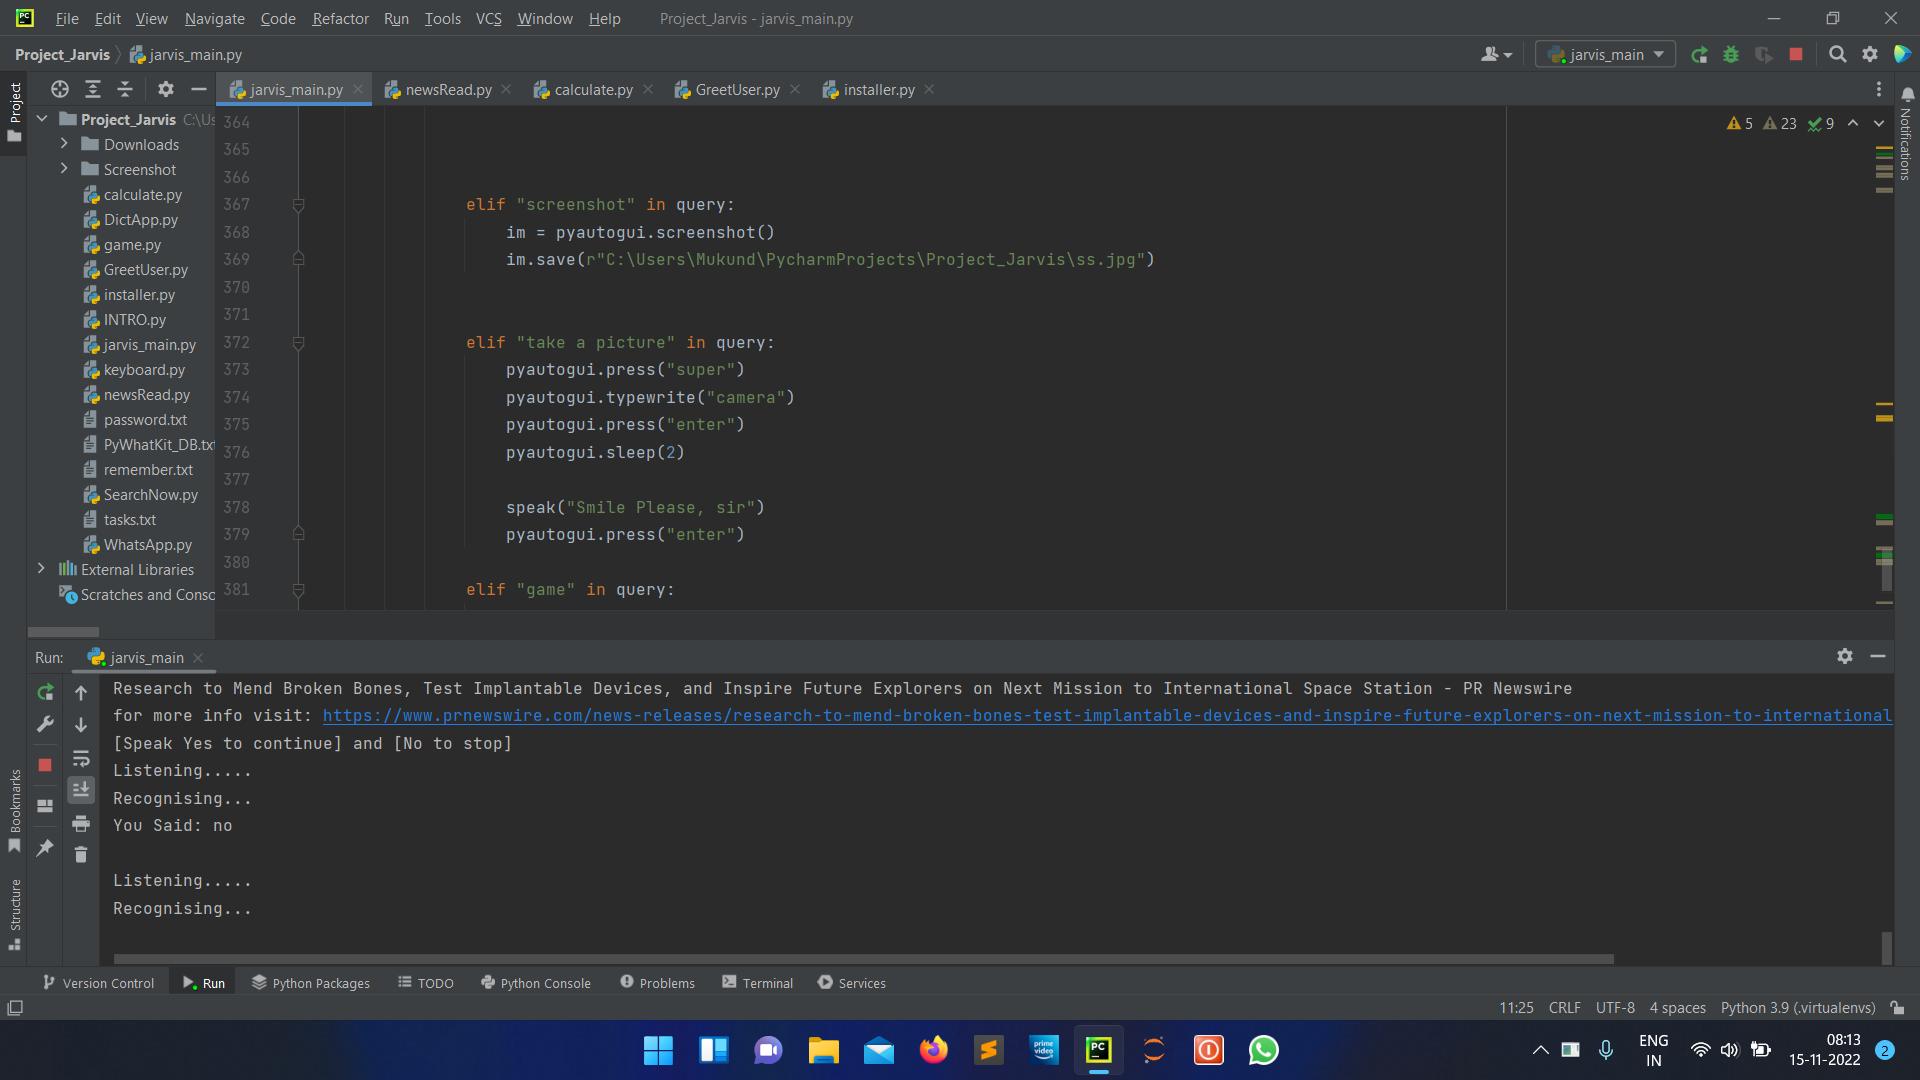 File Edit View Navigate Code Refactor Run Tools VCS Window Help Project_Jarvis - jarvis_main.py
Project_Jarvis jarvis_main.py jarvis_main
Project
jarvis_main.py newsRead.py calculate.py GreetUser.py installer.py
Notifications
Project_Jarvis C:\Us
Downloads
Screenshot
calculate.py
DictApp.py
game.py
GreetUser.py
installer.py
INTRO.py
jarvis_main.py
keyboard.py
newsRead.py
password.txt
PyWhatKit_DB.txt
remember.txt
SearchNow.py
tasks.txt
WhatsApp.py
External Libraries
Scratches and Conso
5 23 9
364
365
366
367 elif "screenshot" in query:
368 im = pyautogui.screenshot()
369 im.save(r"C:\Users\Mukund\PycharmProjects\Project_Jarvis\ss.jpg")
370
371
372 elif "take a picture" in query:
373 pyautogui.press("super")
374 pyautogui.typewrite("camera")
375 pyautogui.press("enter")
376 pyautogui.sleep(2)
377
378 speak("Smile Please, sir")
379 pyautogui.press("enter")
380
381 elif "game" in query:
Run: jarvis_main
Research to Mend Broken Bones, Test Implantable Devices, and Inspire Future Explorers on Next Mission to International Space Station - PR Newswire
for more info visit: https://www.prnewswire.com/news-releases/research-to-mend-broken-bones-test-implantable-devices-and-inspire-future-explorers-on-next-mission-to-international
[Speak Yes to continue] and [No to stop]
Listening.....
Recognising...
You Said: no
Listening.....
Recognising...
Bookmarks
Structure
Version Control Run Python Packages TODO Python Console Problems Terminal Services
11:25 CRLF UTF-8 4 spaces Python 3.9 (.virtualenvs)
PC
prime video
ENG
IN
08:13
15-11-2022
2